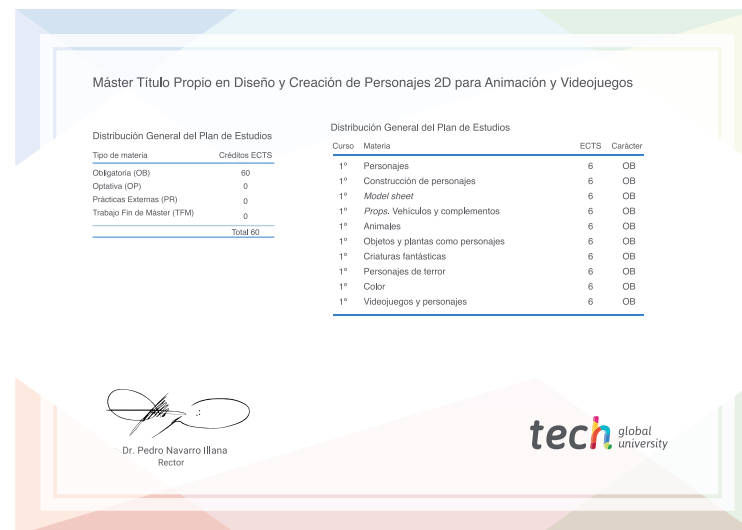 Máster Título Propio en Diseño y Creación de Personajes 2D para Animación y Videojuegos
Distribución General del Plan de Estudios
Tipo de materia Créditos ECTS
Obligatoria (OB) 60
Optativa (OP) 0
Prácticas Externas (PR) 0
Trabajo Fin de Máster (TFM) 0
Total 60
Distribución General del Plan de Estudios
Curso Materia ECTS Carácter
1º Personajes 6 OB
1º Construcción de personajes 6 OB
1º Model sheet 6 OB
1º Props. Vehículos y complementos 6 OB
1º Animales 6 OB
1º Objetos y plantas como personajes 6 OB
1º Criaturas fantásticas 6 OB
1º Personajes de terror 6 OB
1º Color 6 OB
1º Videojuegos y personajes 6 OB
Dr. Pedro Navarro Illana
Rector
tech global
university